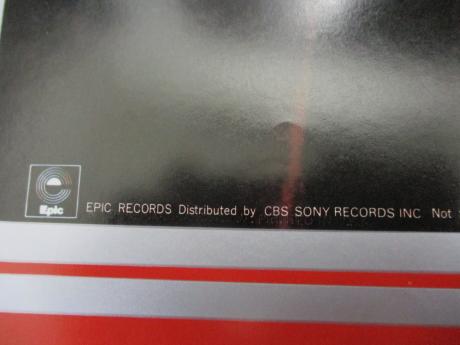 Epic
EPIC RECORDS Distributed by CBS SONY RECORDS INC Not